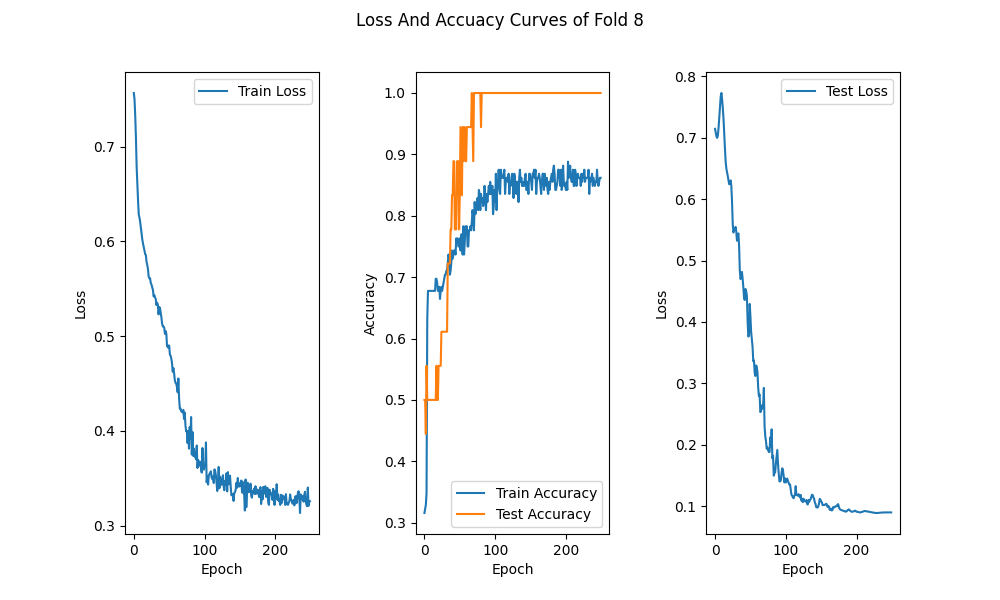 Loss And Accuacy Curves of Fold 8
Train Loss
Loss
0.7
0.6
0.5
0.4
0.3
0 100 200
Epoch
Train Accuracy
Test Accuracy
Accuracy
1.0
0.9
0.8
0.7
0.6
0.5
0.4
0.3
0 100 200
Epoch
Test Loss
Loss
0.8
0.7
0.6
0.5
0.4
0.3
0.2
0.1
0 100 200
Epoch